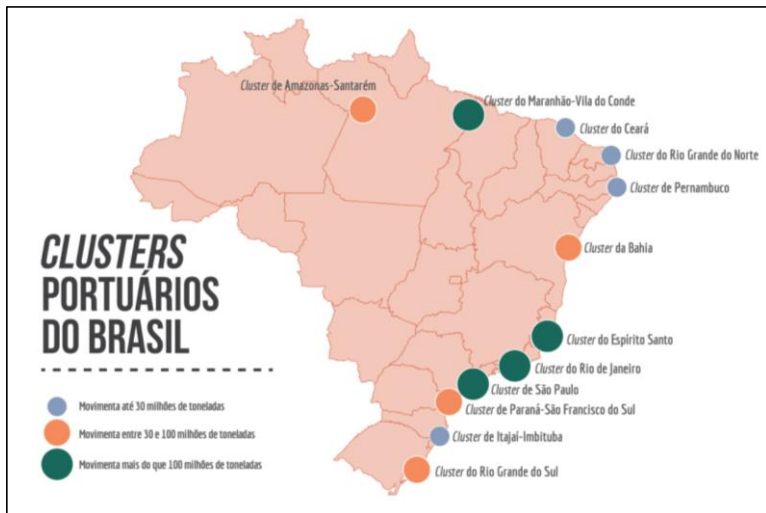 Cluster de Amazonas-Santarém
Cluster do Maranhão-Vila do Conde
Cluster do Ceará
Cluster do Rio Grande do Norte
Cluster de Pernambuco
Cluster da Bahia
CLUSTERS
PORTUÁRIOS
DO BRASIL
Cluster do Espírito Santo
Cluster do Rio de Janeiro
Cluster de São Paulo
Cluster de Paraná-São Francisco do Sul
Cluster de Itajaí-Imbituba
Cluster do Rio Grande do Sul
Movimenta até 30 milhões de toneladas
Movimenta entre 30 e 100 milhões de toneladas
Movimenta mais do que 100 milhões de toneladas